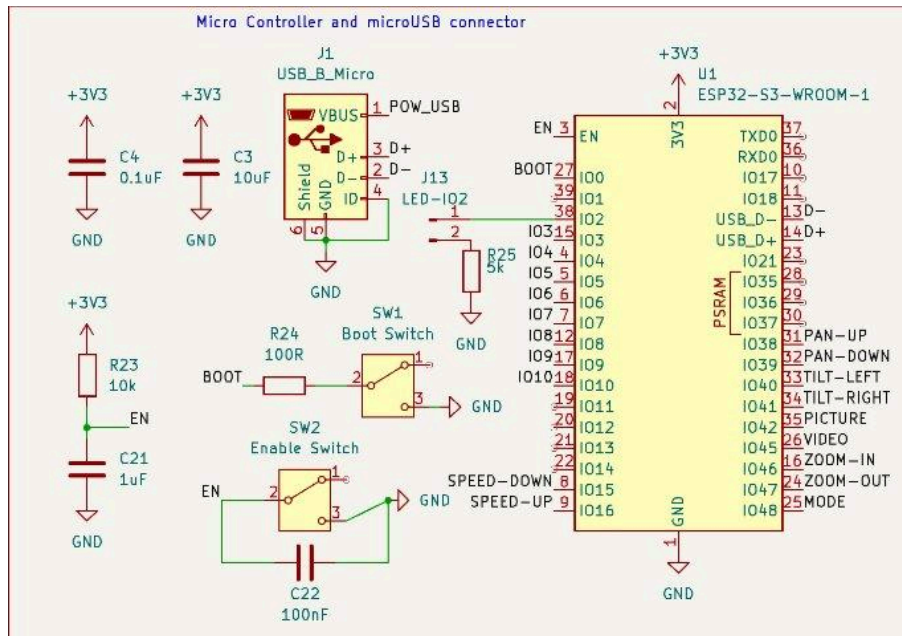 Micro Controller and microUSB connector
+3V3
C4
0.1uF
GND
+3V3
C3
10uF
GND
J1
USB_B_Micro
VBUS
1
POW_USB
D+
3
D+
D-
2
D-
ID
4
Shield
GND
6
5
GND
J13
LED-IO2
1
2
R25
5k
GND
+3V3
R23
10k
EN
C21
1uF
GND
SW1
Boot Switch
R24
100R
BOOT
2
1
3
GND
SW2
Enable Switch
EN
2
1
3
GND
C22
100nF
+3V3
U1
ESP32-S3-WROOM-1
2
3V3
EN 3 EN
BOOT 27 IO0
39 IO1
38 IO2
IO3 15 IO3
IO4 4 IO4
IO5 5 IO5
IO6 6 IO6
IO7 7 IO7
IO8 12 IO8
IO9 17 IO9
IO10 18 IO10
19 IO11
20 IO12
21 IO13
22 IO14
SPEED-DOWN 8 IO15
SPEED-UP 9 IO16
TXD0 37
RXD0 36
IO17 10
IO18 11
USB_D- 13 D-
USB_D+ 14 D+
IO21 23
IO35 28
IO36 29
IO37 30
PSRAM
IO38 31 PAN-UP
IO39 32 PAN-DOWN
IO40 33 TILT-LEFT
IO41 34 TILT-RIGHT
IO42 35 PICTURE
IO45 26 VIDEO
IO46 16 ZOOM-IN
IO47 24 ZOOM-OUT
IO48 25 MODE
GND
1
GND